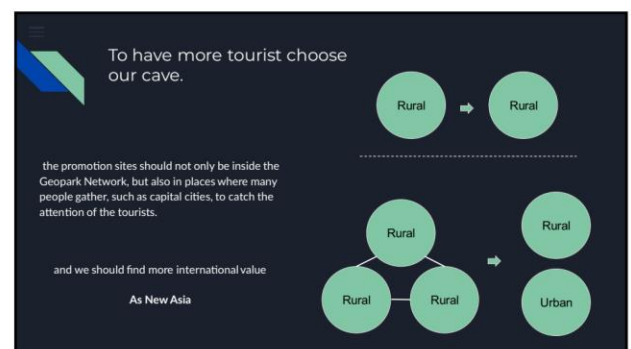 To have more tourist choose
our cave.
Rural
Rural
the promotion sites should not only be inside the
Geopark Network, but also in places where many
people gather, such as capital cities, to catch the
attention of the tourists.
and we should find more international value
As New Asia
Rural
Rural
Rural
Rural
Urban